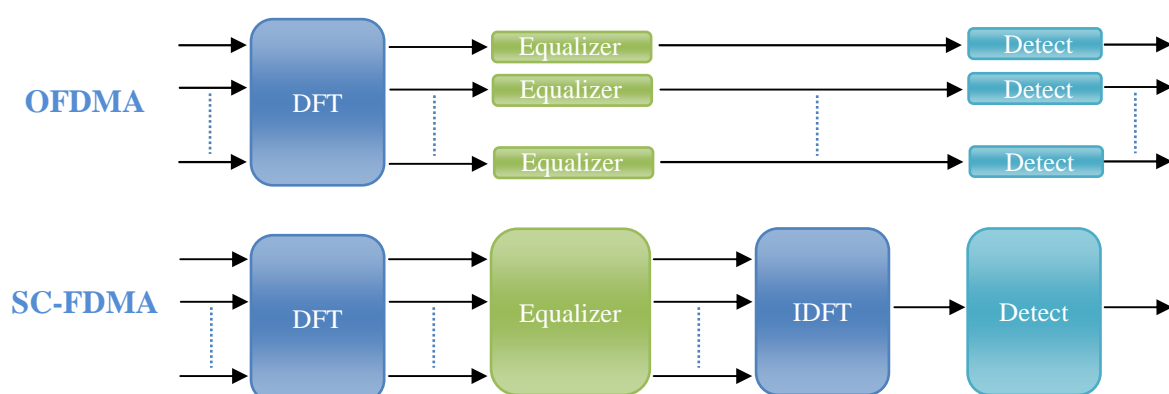 Equalizer
Detect
OFDMA
DFT
Equalizer
Detect
Equalizer
Detect
SC-FDMA
DFT
Equalizer
IDFT
Detect